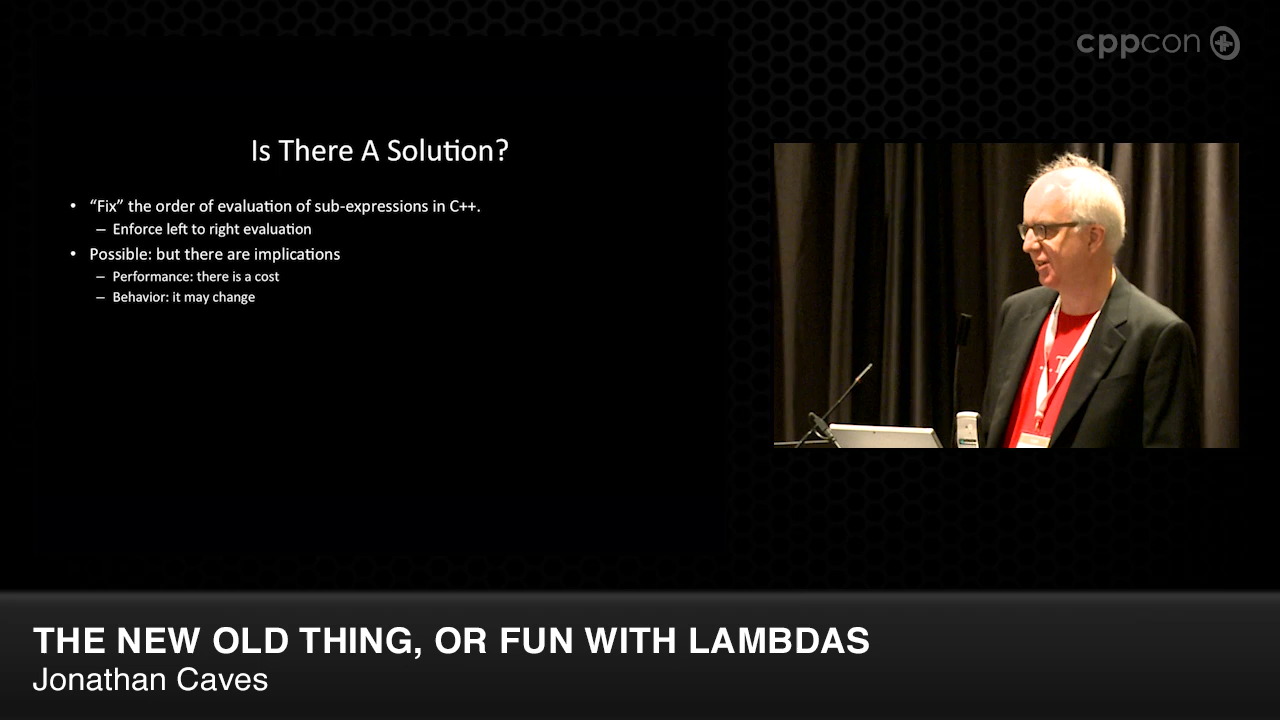 cppcon
Is There A Solution?
• “Fix” the order of evaluation of sub-expressions in C++.
– Enforce left to right evaluation
• Possible: but there are implications
– Performance: there is a cost
– Behavior: it may change
THE NEW OLD THING, OR FUN WITH LAMBDAS
Jonathan Caves